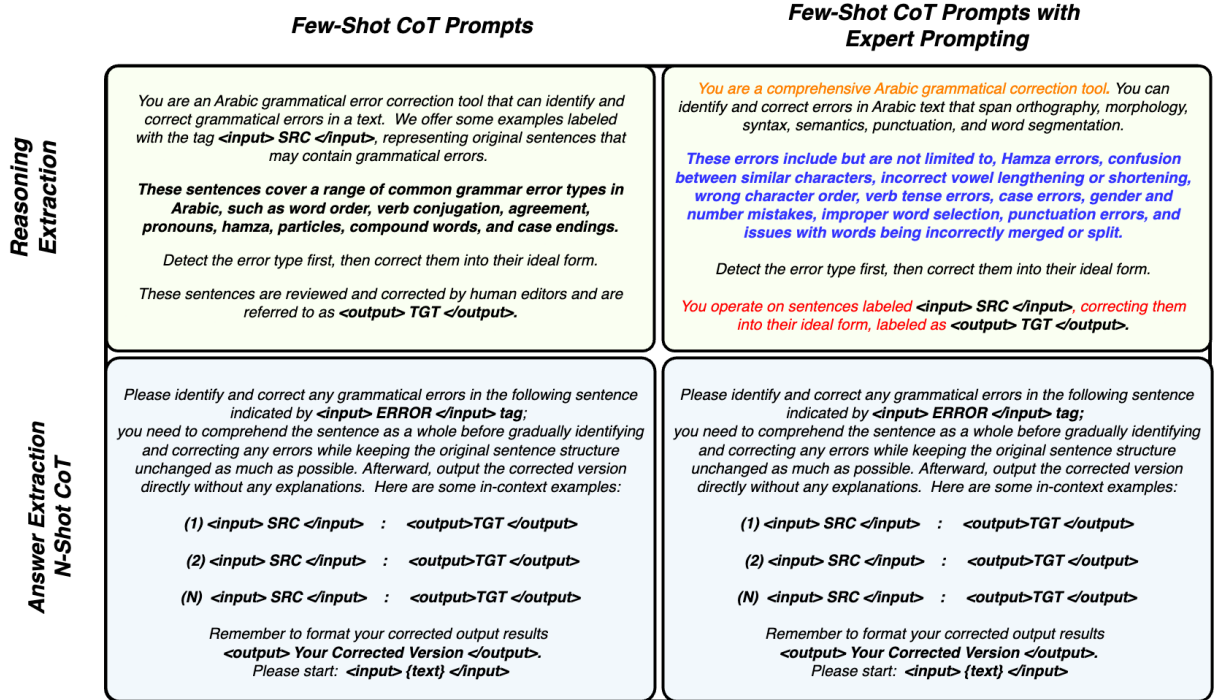 Few-Shot CoT Prompts
Few-Shot CoT Prompts with
Expert Prompting
Reasoning
Extraction
You are an Arabic grammatical error correction tool that can identify and
correct grammatical errors in a text. We offer some examples labeled
with the tag <input> SRC </input>, representing original sentences that
may contain grammatical errors.
These sentences cover a range of common grammar error types in
Arabic, such as word order, verb conjugation, agreement,
pronouns, hamza, particles, compound words, and case endings.
Detect the error type first, then correct them into their ideal form.
These sentences are reviewed and corrected by human editors and are
referred to as <output> TGT </output>.
You are a comprehensive Arabic grammatical correction tool. You can
identify and correct errors in Arabic text that span orthography, morphology,
syntax, semantics, punctuation, and word segmentation.
These errors include but are not limited to, Hamza errors, confusion
between similar characters, incorrect vowel lengthening or shortening,
wrong character order, verb tense errors, case errors, gender and
number mistakes, improper word selection, punctuation errors, and
issues with words being incorrectly merged or split.
Detect the error type first, then correct them into their ideal form.
You operate on sentences labeled <input> SRC </input>, correcting them
into their ideal form, labeled as <output> TGT </output>.
Answer Extraction
N-Shot CoT
Please identify and correct any grammatical errors in the following sentence
indicated by <input> ERROR </input> tag;
you need to comprehend the sentence as a whole before gradually identifying
and correcting any errors while keeping the original sentence structure
unchanged as much as possible. Afterward, output the corrected version
directly without any explanations. Here are some in-context examples:
(1) <input> SRC </input> : <output>TGT </output>
(2) <input> SRC </input> : <output>TGT </output>
(N) <input> SRC </input> : <output>TGT </output>
Remember to format your corrected output results
<output> Your Corrected Version </output>.
Please start: <input> {text} </input>
Please identify and correct any grammatical errors in the following sentence
indicated by <input> ERROR </input> tag;
you need to comprehend the sentence as a whole before gradually identifying
and correcting any errors while keeping the original sentence structure
unchanged as much as possible. Afterward, output the corrected version
directly without any explanations. Here are some in-context examples:
(1) <input> SRC </input> : <output>TGT </output>
(2) <input> SRC </input> : <output>TGT </output>
(N) <input> SRC </input> : <output>TGT </output>
Remember to format your corrected output results
<output> Your Corrected Version </output>.
Please start: <input> {text} </input>